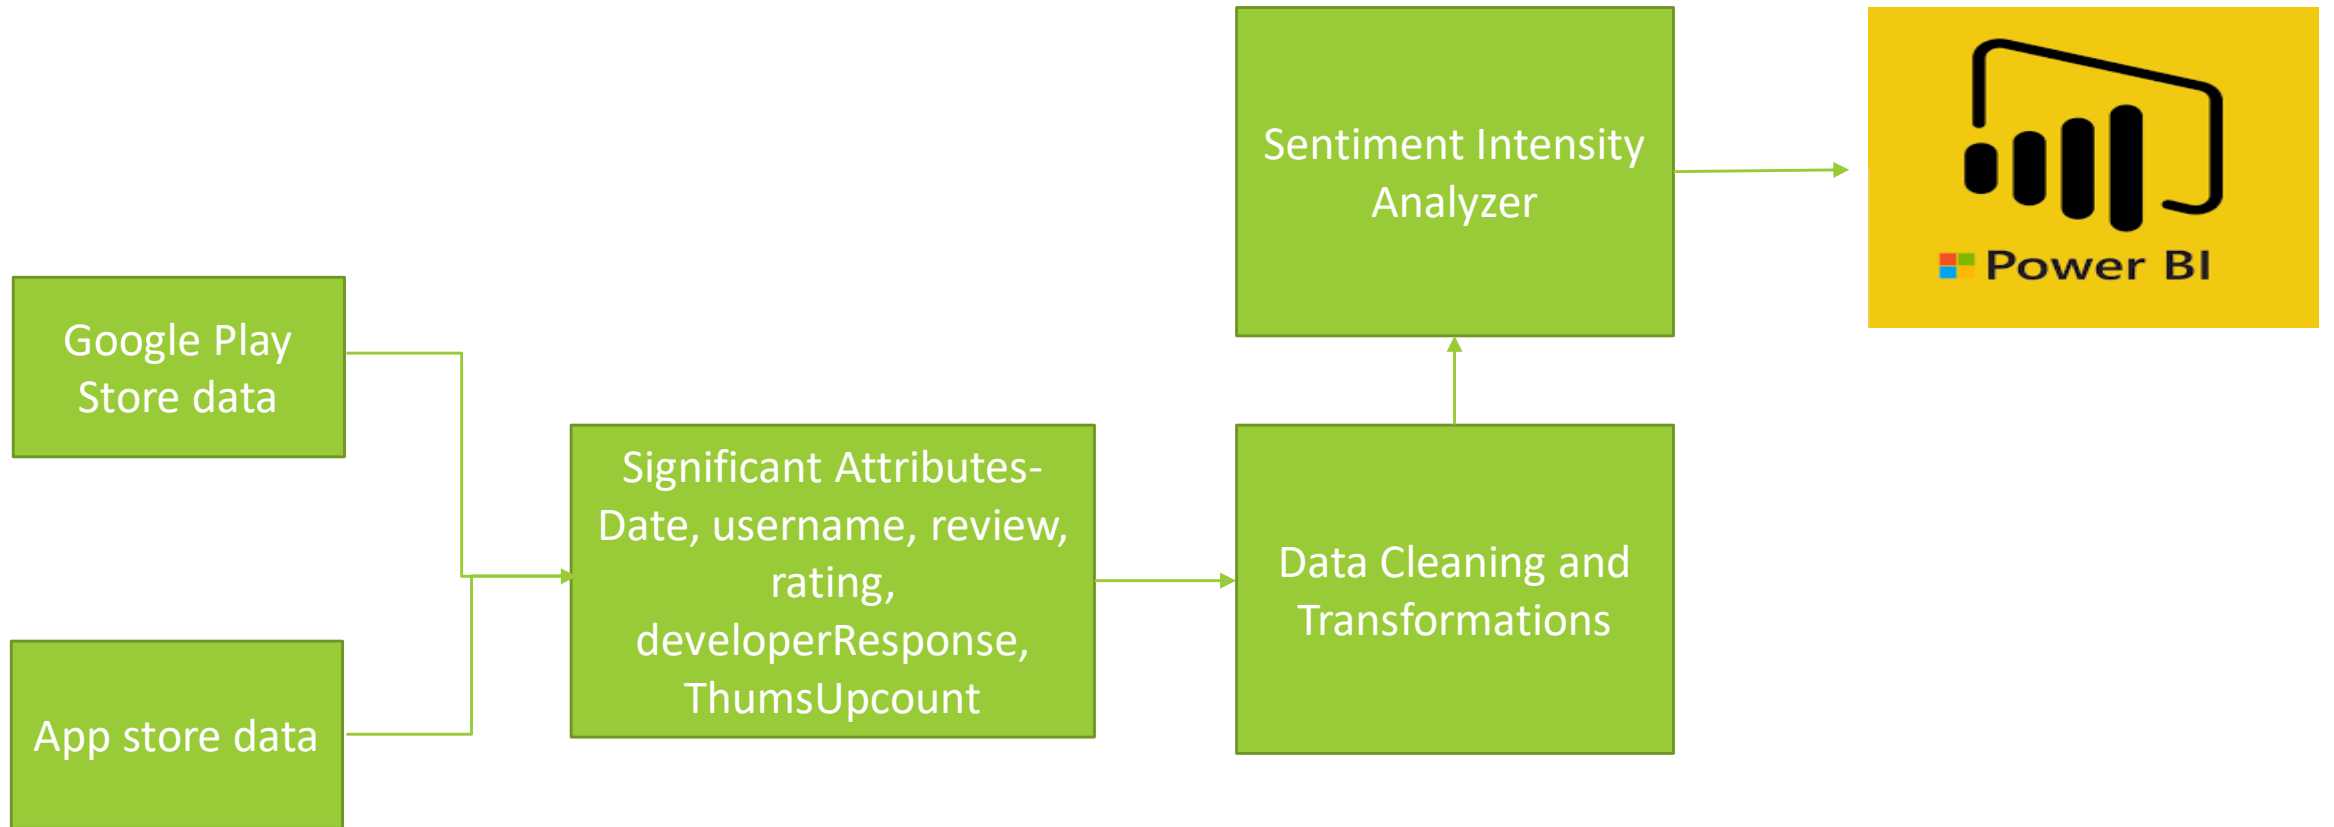 Google Play
Store data
App store data
Significant Attributes-
Date, username, review,
rating,
developerResponse,
ThumsUpcount
Data Cleaning and
Transformations
Sentiment Intensity
Analyzer
Power BI